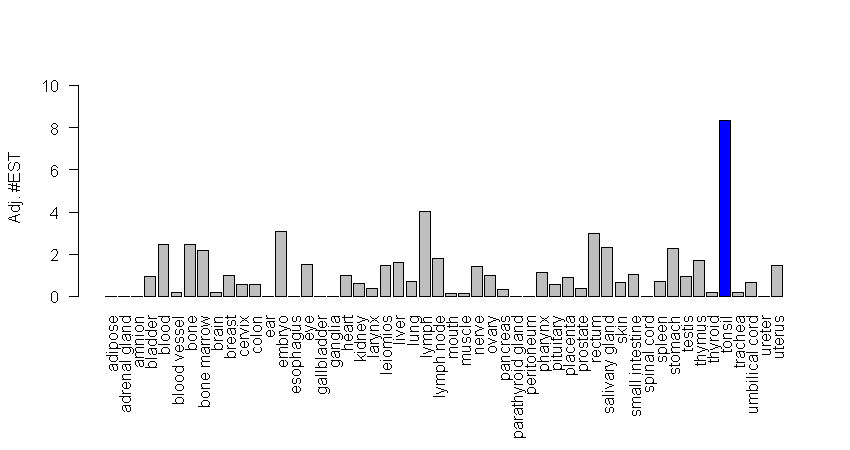 10
8
6
4
2
0
Adj. #EST
adipose
adrenal gland
amnion
bladder
blood
blood vessel
bone
bone marrow
brain
breast
cervix
colon
ear
embryo
esophagus
eye
gallbladder
ganglia
heart
kidney
larynx
leiomios
liver
lung
lymph
lymph node
mouth
muscle
nerve
ovary
pancreas
parathyroid gland
peritoneum
pharynx
pituitary
placenta
prostate
rectum
salivary gland
skin
small intestine
spinal cord
spleen
stomach
testis
thymus
thyroid
tonsil
trachea
umbilical cord
ureter
uterus